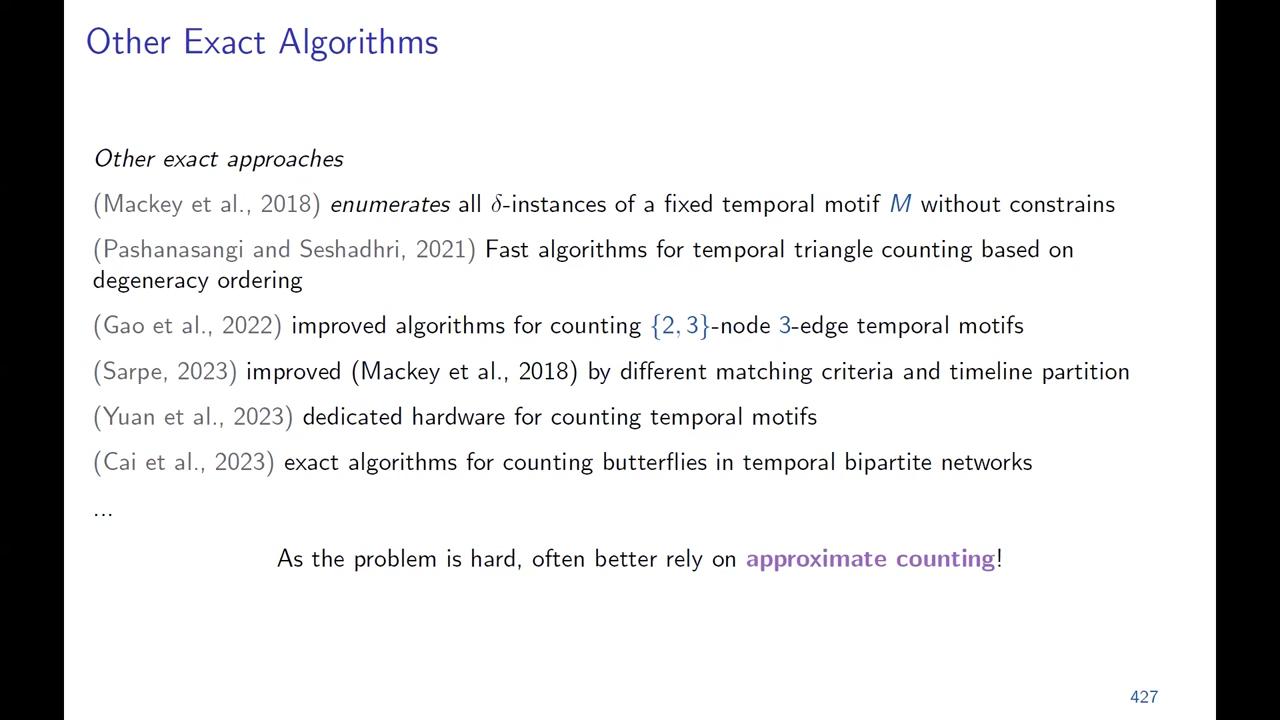 Other Exact Algorithms
Other exact approaches
(Mackey et al., 2018) enumerates all δ-instances of a fixed temporal motif M without constrains
(Pashanasangi and Seshadhri, 2021) Fast algorithms for temporal triangle counting based on
degeneracy ordering
(Gao et al., 2022) improved algorithms for counting {2, 3}-node 3-edge temporal motifs
(Sarpe, 2023) improved (Mackey et al., 2018) by different matching criteria and timeline partition
(Yuan et al., 2023) dedicated hardware for counting temporal motifs
(Cai et al., 2023) exact algorithms for counting butterflies in temporal bipartite networks
...
As the problem is hard, often better rely on approximate counting!
427